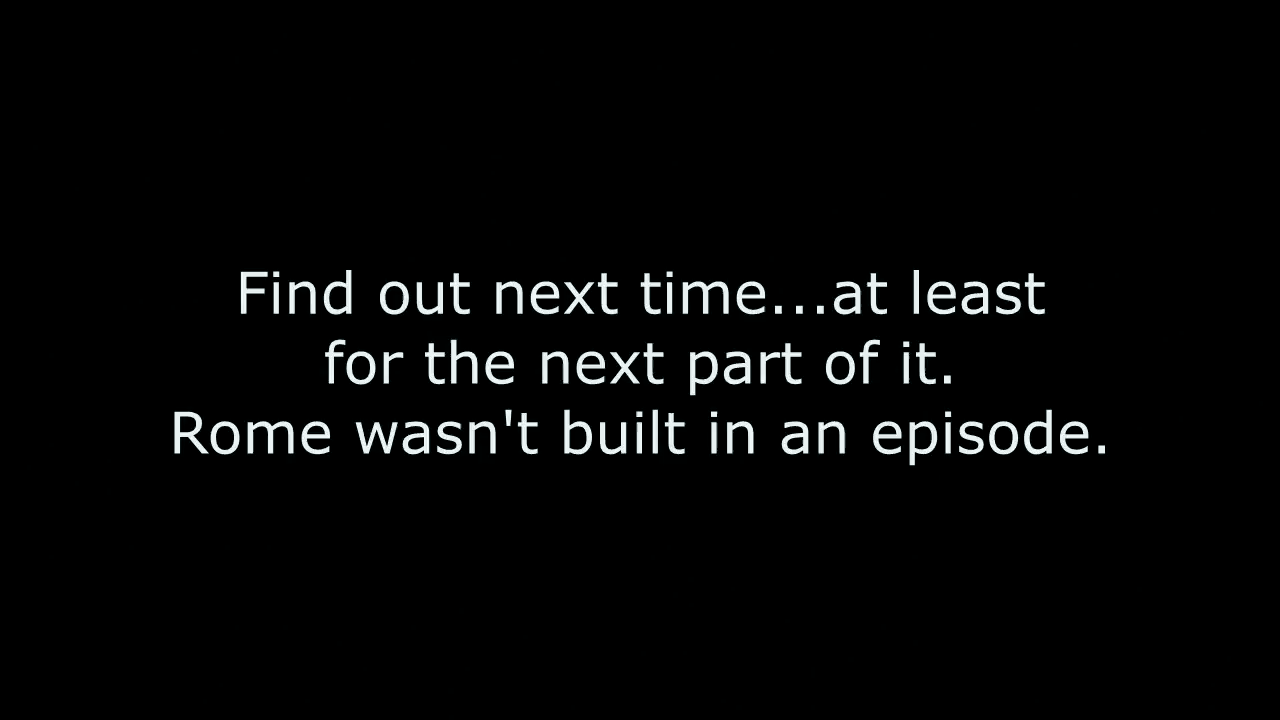 Find out next time...at least
for the next part of it.
Rome wasn't built in an episode.